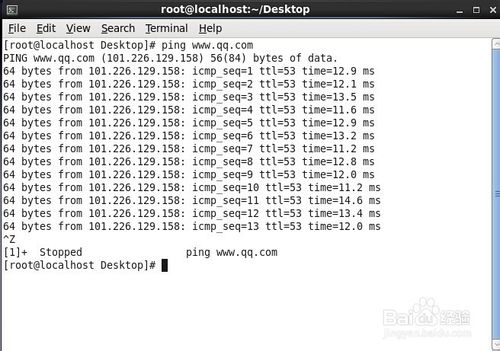 root@localhost:~/Desktop
File Edit View Search Terminal Help
[root@localhost Desktop]# ping www.qq.com
PING www.qq.com (101.226.129.158) 56(84) bytes of data.
64 bytes from 101.226.129.158: icmp_seq=1 ttl=53 time=12.9 ms
64 bytes from 101.226.129.158: icmp_seq=2 ttl=53 time=12.1 ms
64 bytes from 101.226.129.158: icmp_seq=3 ttl=53 time=13.5 ms
64 bytes from 101.226.129.158: icmp_seq=4 ttl=53 time=11.6 ms
64 bytes from 101.226.129.158: icmp_seq=5 ttl=53 time=12.9 ms
64 bytes from 101.226.129.158: icmp_seq=6 ttl=53 time=13.2 ms
64 bytes from 101.226.129.158: icmp_seq=7 ttl=53 time=11.2 ms
64 bytes from 101.226.129.158: icmp_seq=8 ttl=53 time=12.8 ms
64 bytes from 101.226.129.158: icmp_seq=9 ttl=53 time=12.0 ms
64 bytes from 101.226.129.158: icmp_seq=10 ttl=53 time=11.2 ms
64 bytes from 101.226.129.158: icmp_seq=11 ttl=53 time=14.6 ms
64 bytes from 101.226.129.158: icmp_seq=12 ttl=53 time=13.4 ms
64 bytes from 101.226.129.158: icmp_seq=13 ttl=53 time=12.0 ms
^Z
[1]+  Stopped                 ping www.qq.com
[root@localhost Desktop]#
Baidu 经验
jingyan.baidu.com